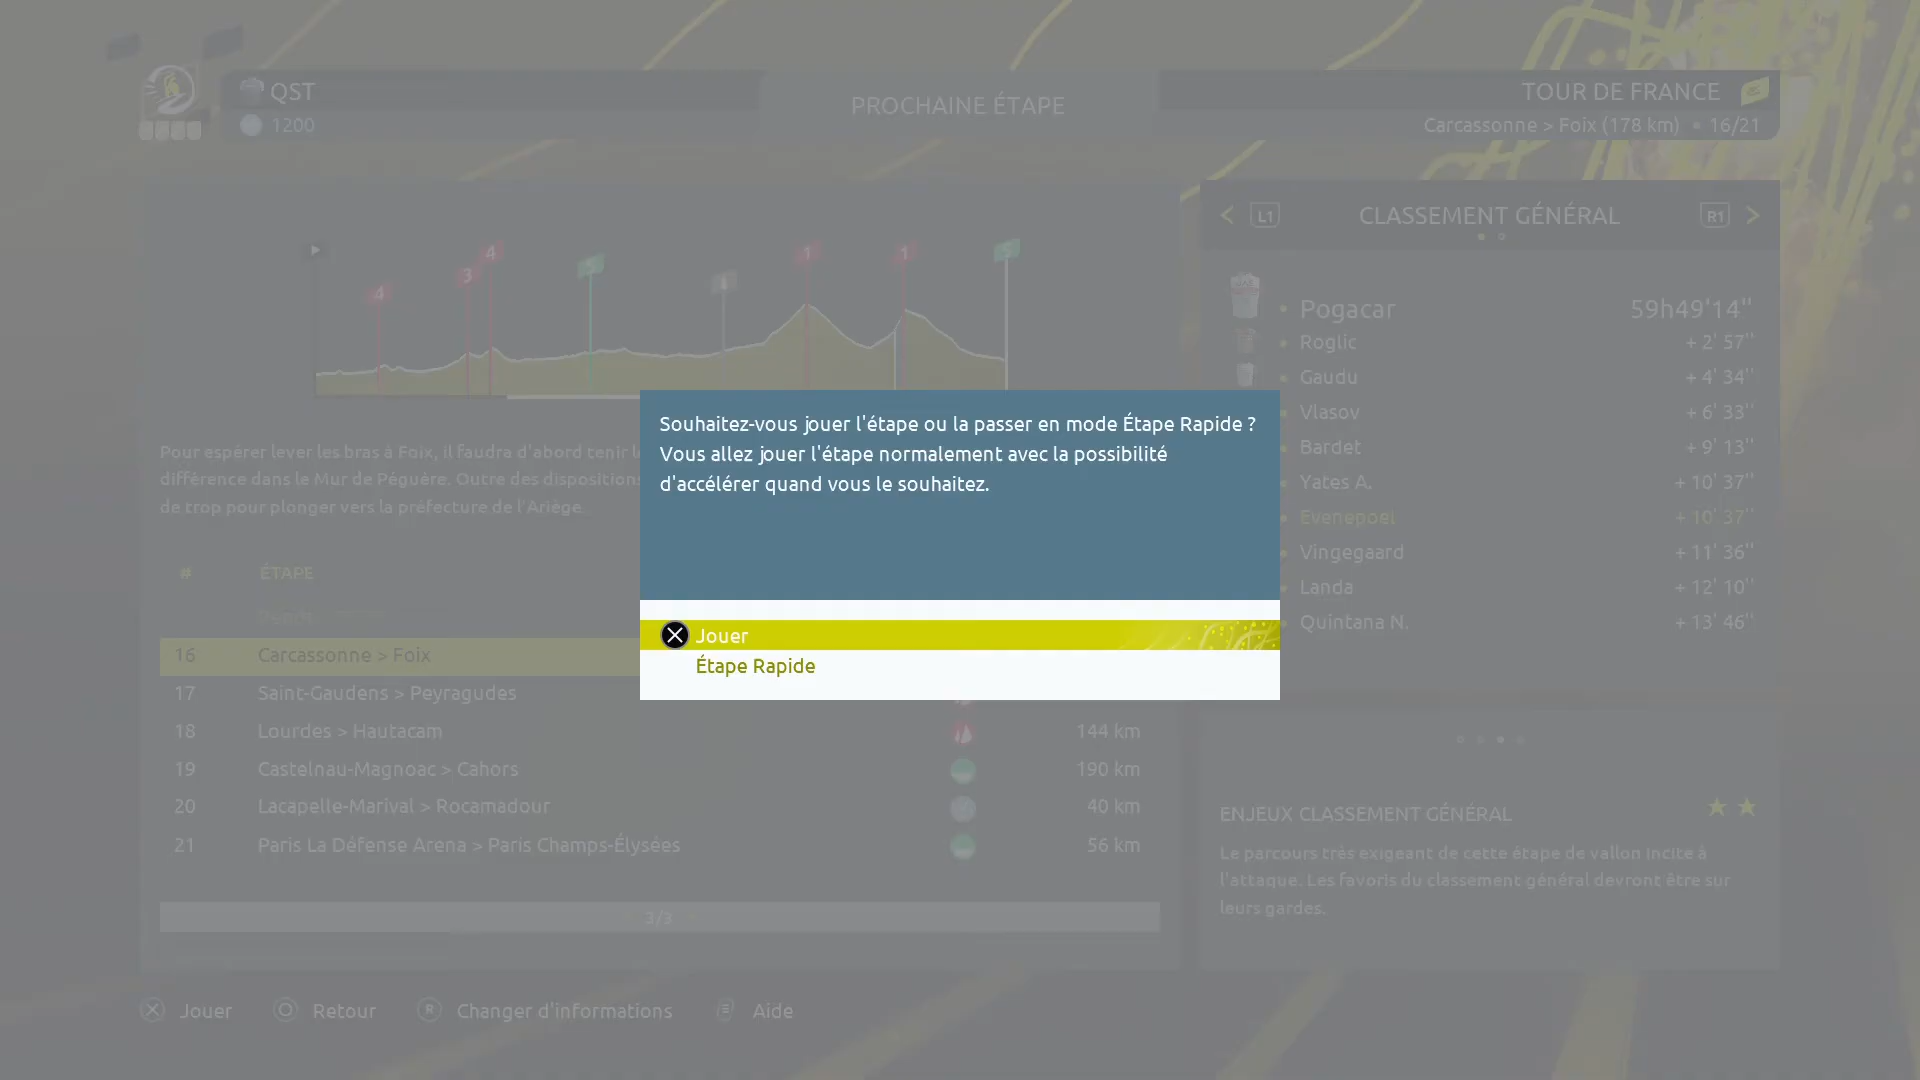 QST
1200
PROCHAINE ÉTAPE
TOUR DE FRANCE
Carcassonne > Foix (178 km) • 16/21
4
3
4
S
1
1
S
L1
CLASSEMENT GÉNÉRAL
R1
Pogacar 59h49'14''
Roglic + 2' 57''
Gaudu + 4' 34''
Vlasov + 6' 33''
Bardet + 9' 13''
Yates A. + 10' 37''
Evenepoel + 10' 37''
Vingegaard + 11' 36''
Landa + 12' 10''
Quintana N. + 13' 46''
Pour espérer lever les bras à Foix, il faudra d'abord tenir
différence dans le Mur de Péguère. Outre des dispositions
de trop pour plonger vers la préfecture de l'Ariège.
Souhaitez-vous jouer l'étape ou la passer en mode Étape Rapide ?
Vous allez jouer l'étape normalement avec la possibilité
d'accélérer quand vous le souhaitez.
Jouer
Étape Rapide
# ÉTAPE
16 Carcassonne > Foix
17 Saint-Gaudens > Peyragudes
18 Lourdes > Hautacam 144 km
19 Castelnau-Magnoac > Cahors 190 km
20 Lacapelle-Marival > Rocamadour 40 km
21 Paris La Défense Arena > Paris Champs-Élysées 56 km
3/3
ENJEUX CLASSEMENT GÉNÉRAL
Le parcours très exigeant de cette étape de vallon incite à
l'attaque. Les favoris du classement général devront être sur
leurs gardes.
Jouer
Retour
R Changer d'informations
Aide